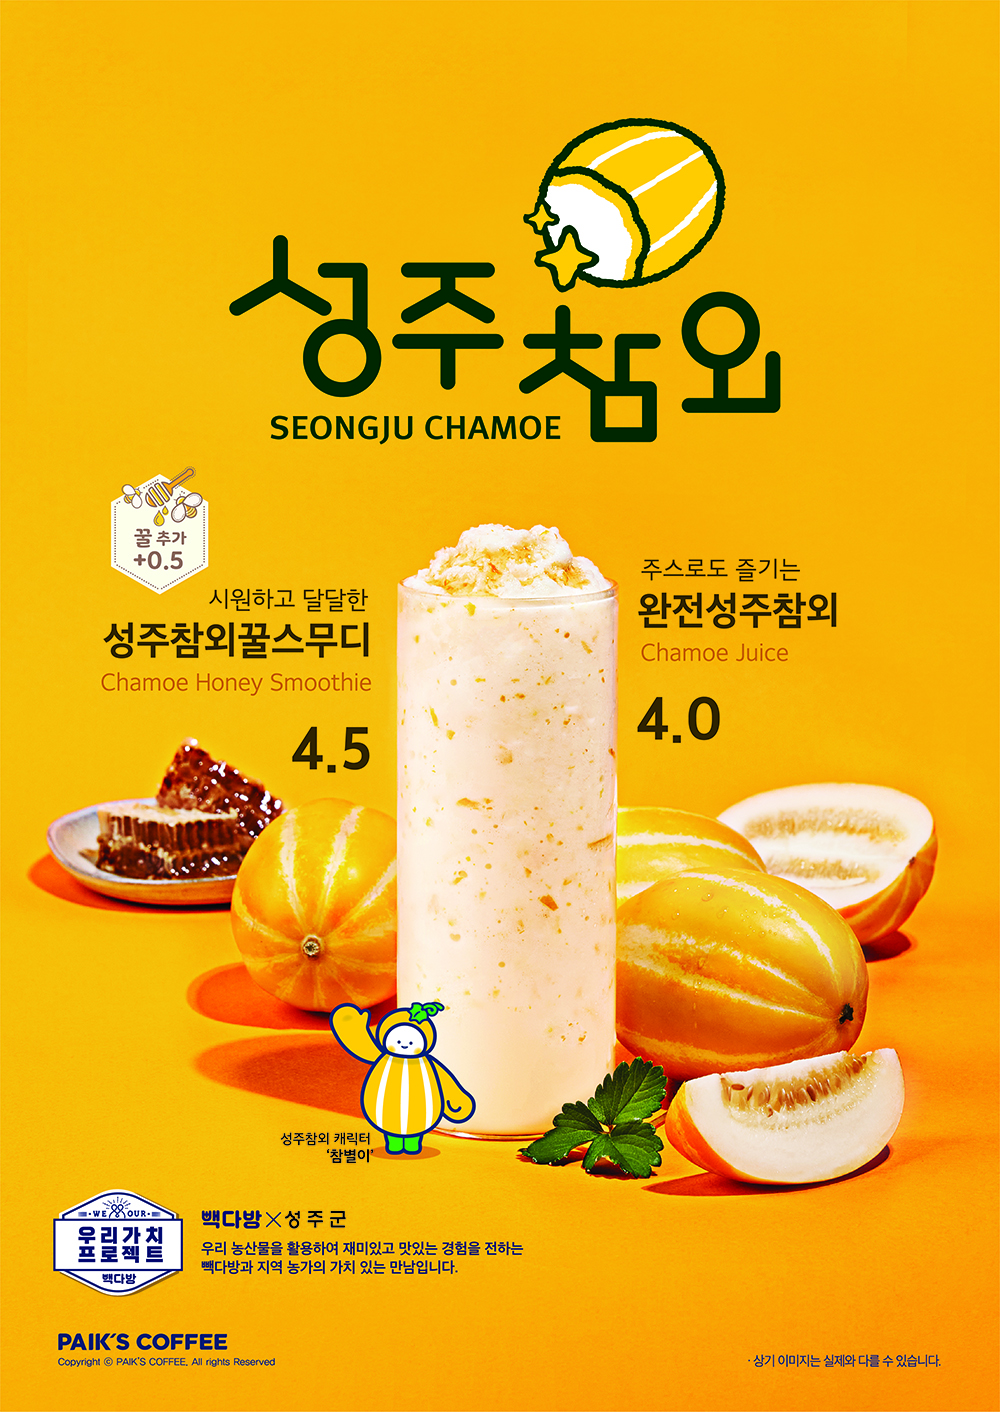 성주참외
SEONGJU CHAMOE
꿀 추가
+0.5
시원하고 달달한
성주참외꿀스무디
Chamoe Honey Smoothie
4.5
주스로도 즐기는
완전성주참외
Chamoe Juice
4.0
성주참외 캐릭터
‘참별이’
WE OUR
우리가치
프로젝트
빽다방
빽다방×성주군
우리 농산물을 활용하여 재미있고 맛있는 경험을 전하는
빽다방과 지역 농가의 가치 있는 만남입니다.
PAIK'S COFFEE
Copyright © PAIK'S COFFEE. All rights Reserved
· 상기 이미지는 실제와 다를 수 있습니다.